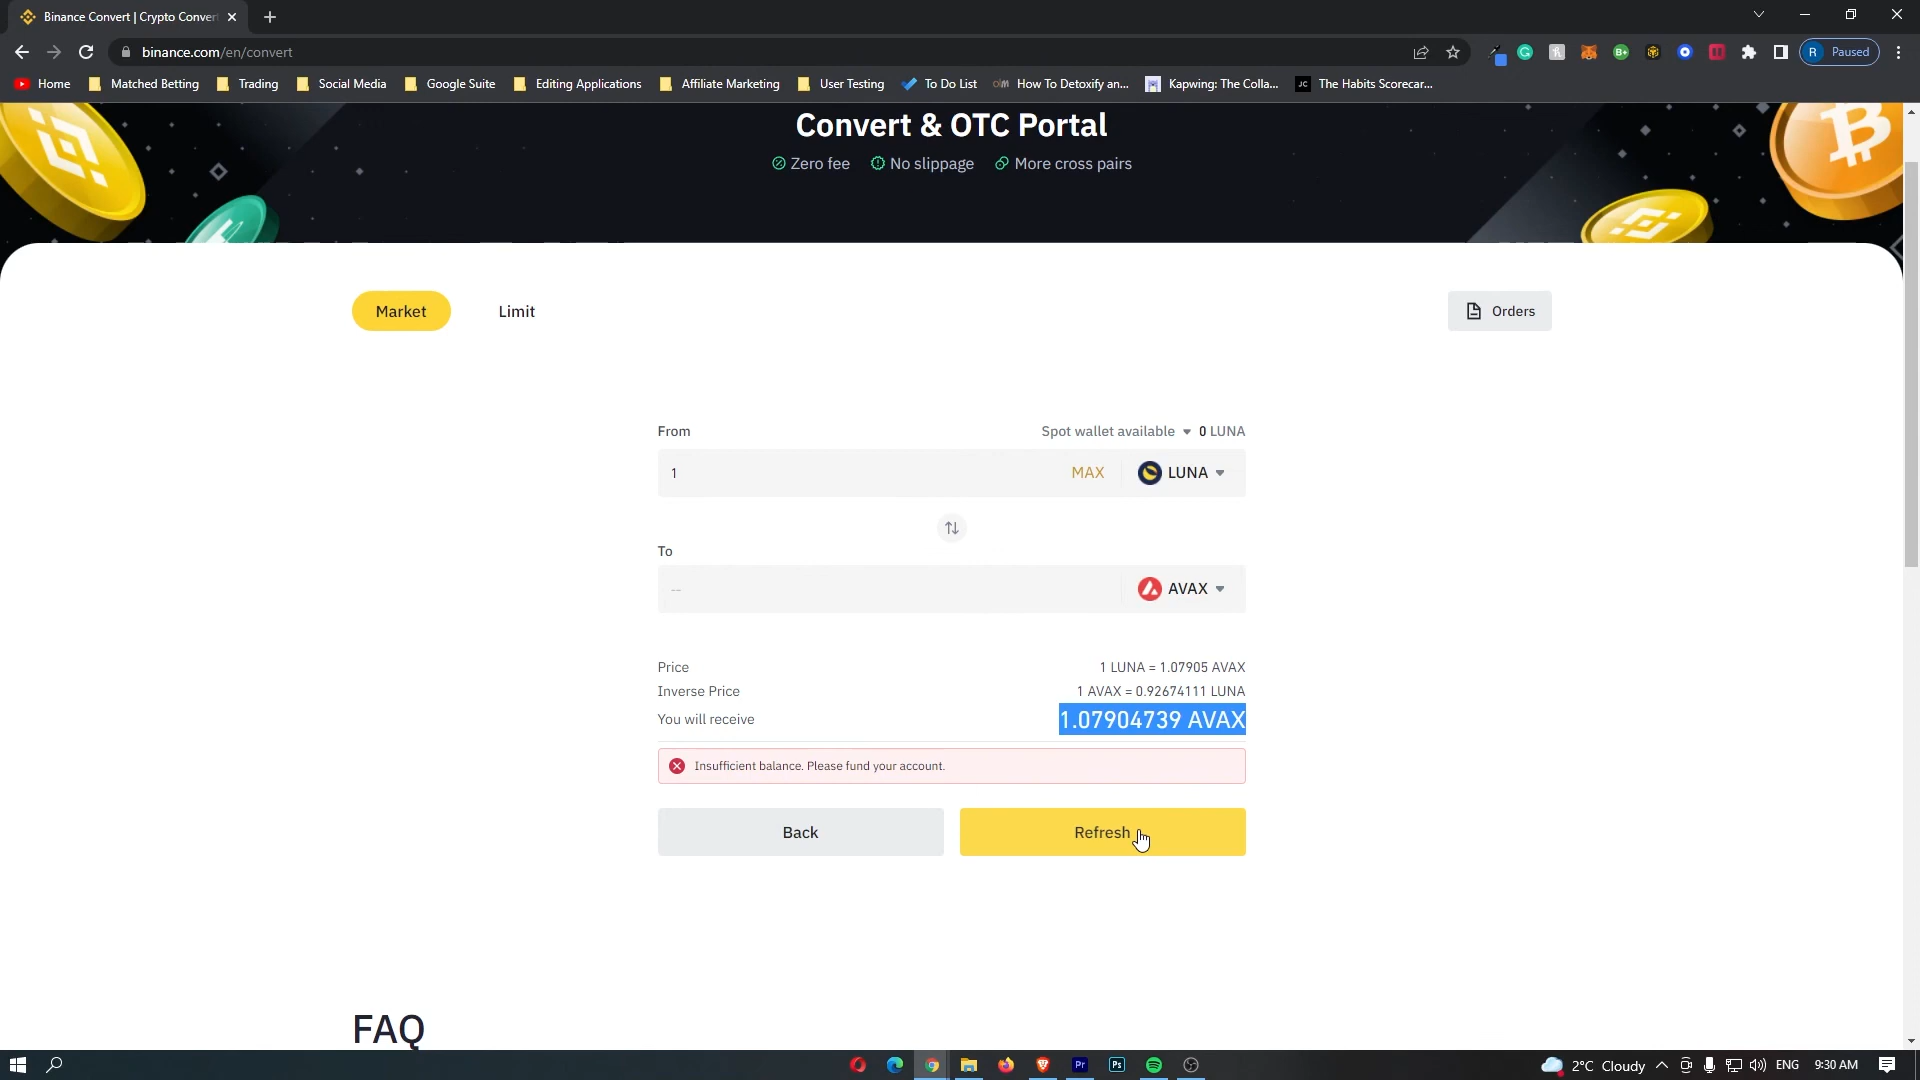 Binance Convert | Crypto Conver
binance.com/en/convert
R Paused
Home Matched Betting Trading Social Media Google Suite Editing Applications Affiliate Marketing User Testing To Do List How To Detoxify an... Kapwing: The Colla... JC The Habits Scorecar...
Convert & OTC Portal
Zero fee No slippage More cross pairs
Market Limit Orders
From Spot wallet available 0 LUNA
1 MAX LUNA
To
-- AVAX
Price 1 LUNA = 1.07905 AVAX
Inverse Price 1 AVAX = 0.92674111 LUNA
You will receive 1.07904739 AVAX
Insufficient balance. Please fund your account.
Back Refresh
FAQ
Pr Ps 2°C Cloudy ENG 9:30 AM